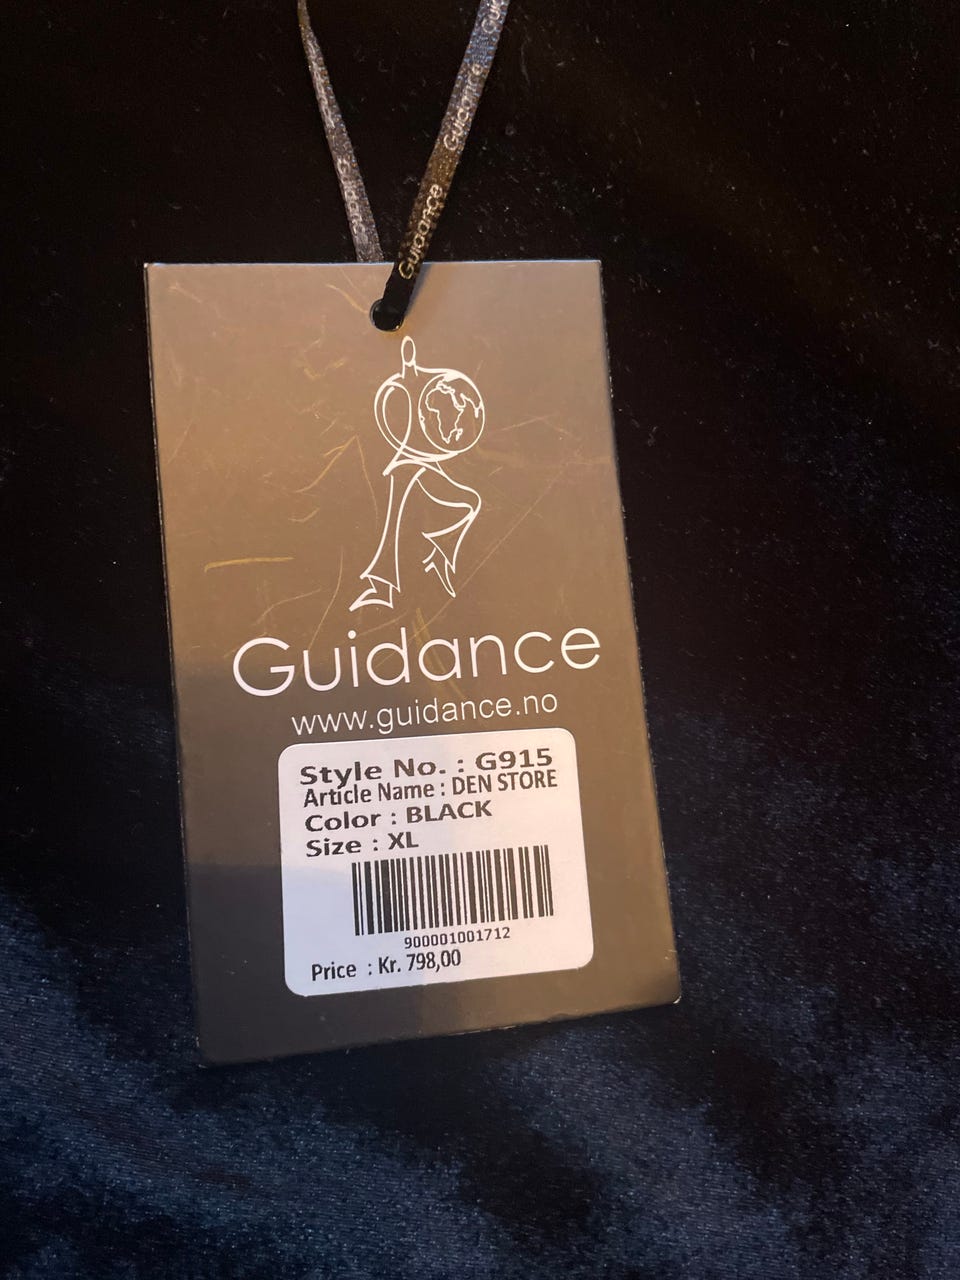 Guidance
Guidance
Guidance
www.guidance.no
Style No. : G915
Article Name : DEN STORE
Color : BLACK
Size : XL
900001001712
Price : Kr. 798,00